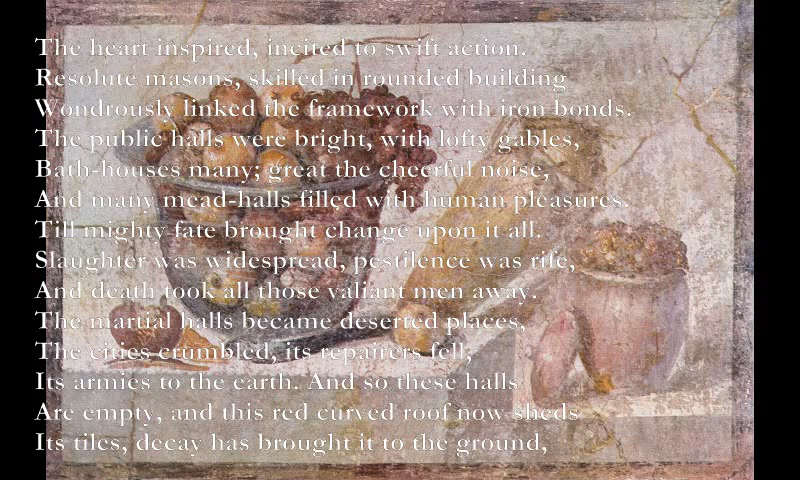 The heart inspired, incited to swift action.
Resolute masons, skilled in rounded building
Wondrously linked the framework with iron bonds.
The public halls were bright, with lofty gables,
Bath-houses many; great the cheerful noise,
And many mead-halls filled with human pleasures.
Till mighty fate brought change upon it all.
Slaughter was widespread, pestilence was rife,
And death took all those valiant men away.
The martial halls became deserted places,
The cities crumbled, its repairers fell,
Its armies to the earth. And so these halls
Are empty, and this red curved roof now sheds
Its tiles, decay has brought it to the ground,